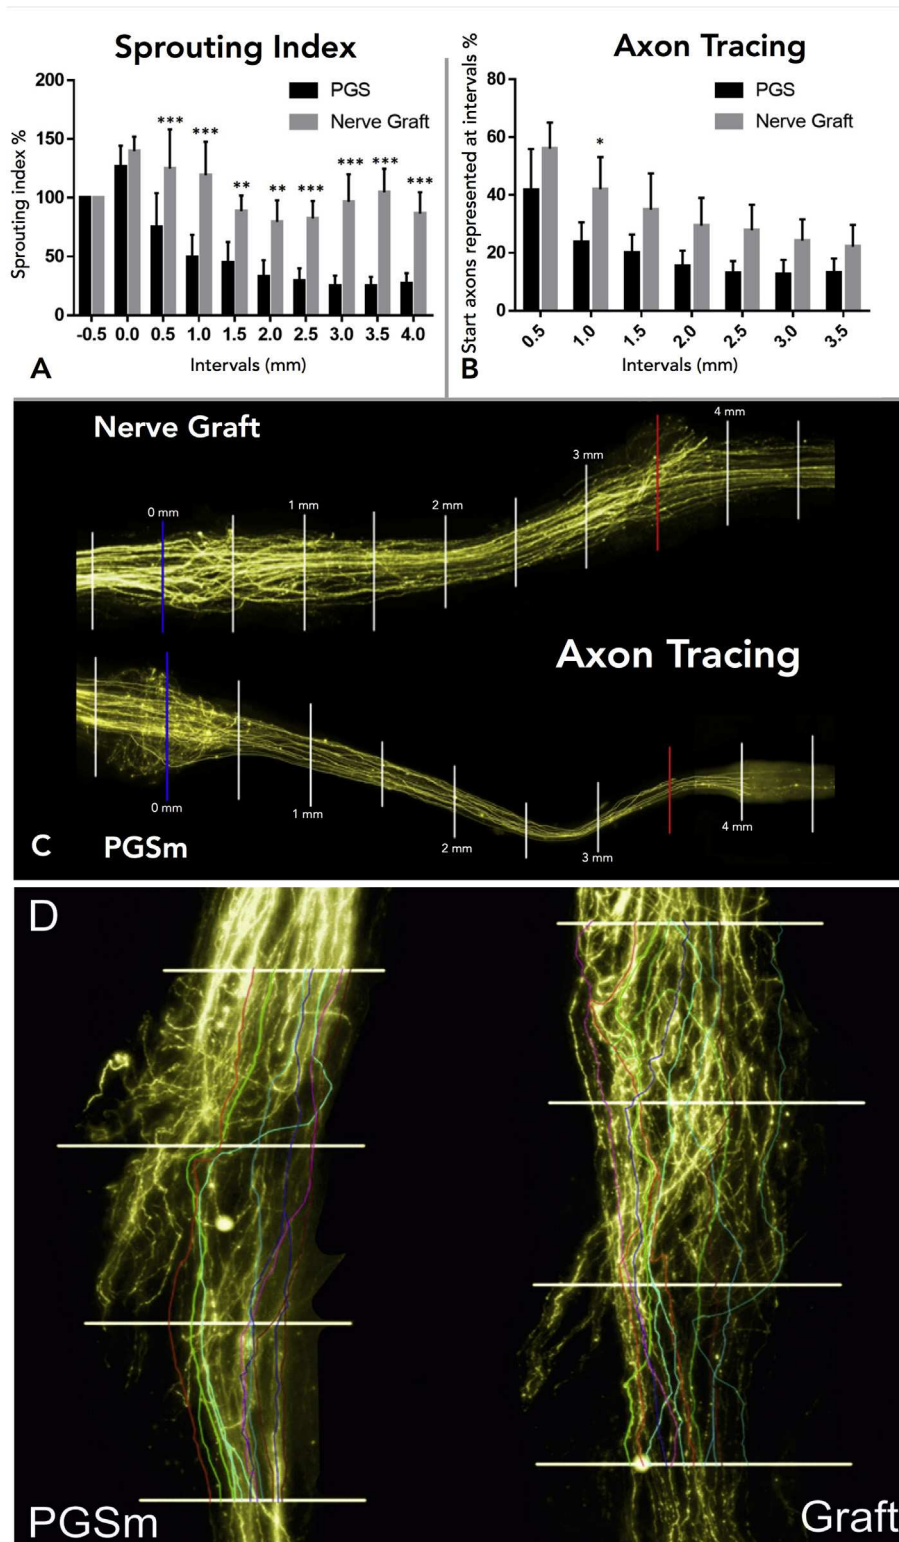 Sprouting Index
Sprouting index %
200
150
100
50
0
PGS
Nerve Graft
***
***
**
**
***
***
***
***
-0.5 0.0 0.5 1.0 1.5 2.0 2.5 3.0 3.5 4.0
Intervals (mm)
A
Axon Tracing
Start axons represented at intervals %
80
60
40
20
0
PGS
Nerve Graft
*
0.5 1.0 1.5 2.0 2.5 3.0 3.5
Intervals (mm)
B
Nerve Graft
0 mm
1 mm
2 mm
3 mm
4 mm
Axon Tracing
0 mm
1 mm
2 mm
3 mm
4 mm
C
PGSm
D
PGSm
Graft